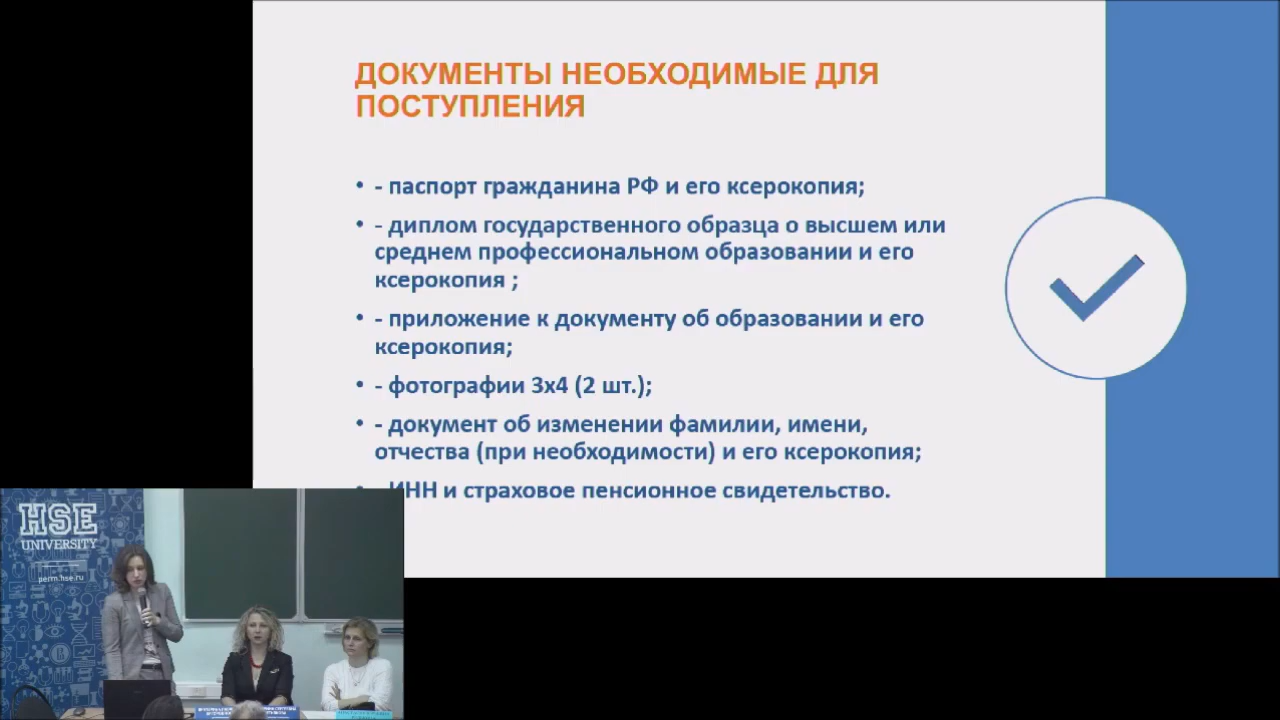 ДОКУМЕНТЫ НЕОБХОДИМЫЕ ДЛЯ
ПОСТУПЛЕНИЯ
• - паспорт гражданина РФ и его ксерокопия;
• - диплом государственного образца о высшем или
среднем профессиональном образовании и его
ксерокопия ;
• - приложение к документу об образовании и его
ксерокопия;
• - фотографии 3х4 (2 шт.);
• - документ об изменении фамилии, имени,
отчества (при необходимости) и его ксерокопия;
• - ИНН и страховое пенсионное свидетельство.
HSE
UNIVERSITY
perm.hse.ru